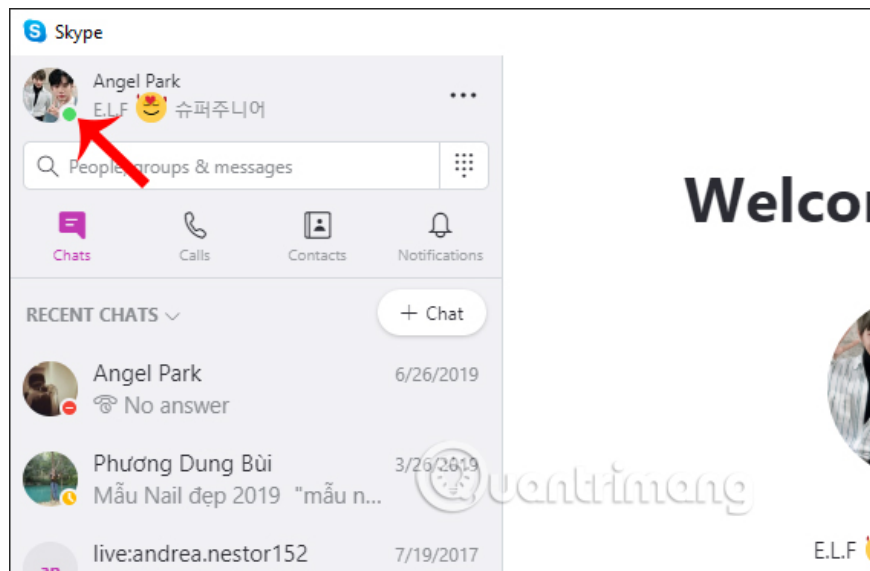 Skype
Angel Park
E.L.F 슈퍼주니어
People, groups & messages
Chats Calls Contacts Notifications
RECENT CHATS + Chat
Angel Park 6/26/2019
No answer
Phương Dung Bùi 3/26/2019
Mẫu Nail đẹp 2019 "mẫu n...
live:andrea.nestor152 7/19/2017
Welco
E.L.F
Quantrimang